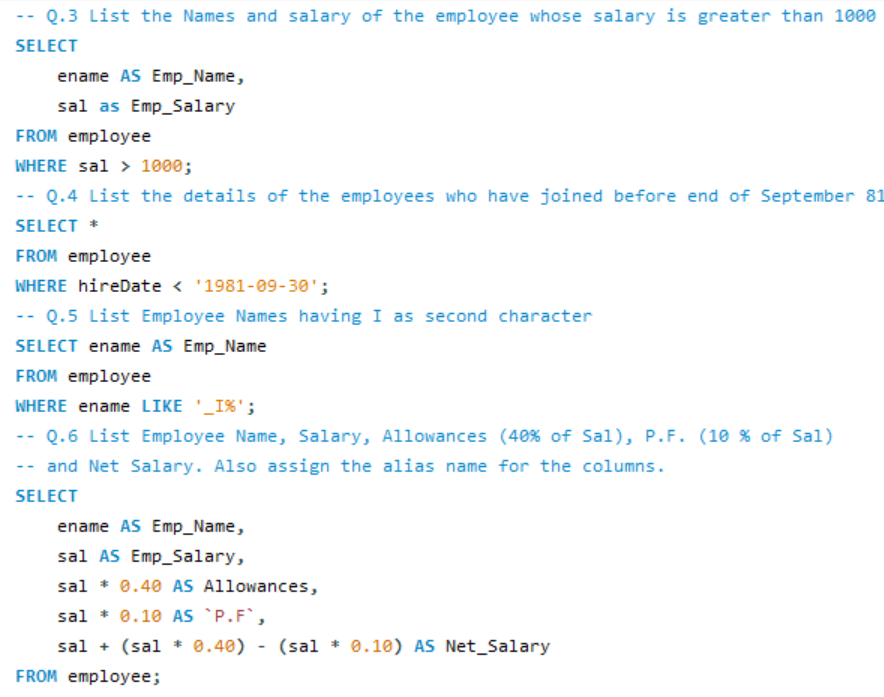 -- Q.3 List the Names and salary of the employee whose salary is greater than 1000
SELECT
    ename AS Emp_Name,
    sal as Emp_Salary
FROM employee
WHERE sal > 1000;
-- Q.4 List the details of the employees who have joined before end of September 81
SELECT *
FROM employee
WHERE hireDate < '1981-09-30';
-- Q.5 List Employee Names having I as second character
SELECT ename AS Emp_Name
FROM employee
WHERE ename LIKE '_I%';
-- Q.6 List Employee Name, Salary, Allowances (40% of Sal), P.F. (10 % of Sal)
-- and Net Salary. Also assign the alias name for the columns.
SELECT
    ename AS Emp_Name,
    sal AS Emp_Salary,
    sal * 0.40 AS Allowances,
    sal * 0.10 AS `P.F`,
    sal + (sal * 0.40) - (sal * 0.10) AS Net_Salary
FROM employee;